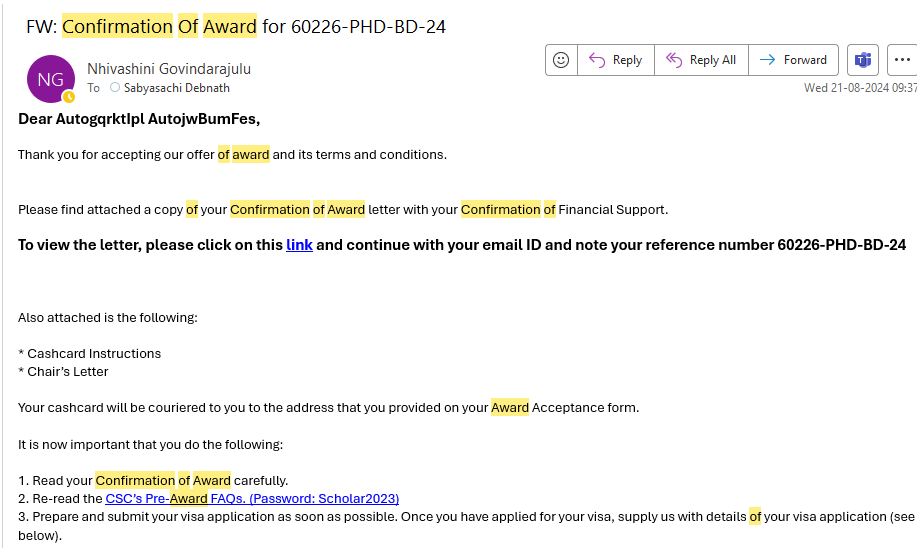 FW: Confirmation Of Award for 60226-PHD-BD-24
NG
Nhivashini Govindarajulu
To Sabyasachi Debnath
Reply
Reply All
Forward
Wed 21-08-2024 09:37
Dear AutogqrktIpl AutojwBumFes,
Thank you for accepting our offer of award and its terms and conditions.
Please find attached a copy of your Confirmation of Award letter with your Confirmation of Financial Support.
To view the letter, please click on this link and continue with your email ID and note your reference number 60226-PHD-BD-24
Also attached is the following:
* Cashcard Instructions
* Chair's Letter
Your cashcard will be couriered to you to the address that you provided on your Award Acceptance form.
It is now important that you do the following:
1. Read your Confirmation of Award carefully.
2. Re-read the CSC's Pre-Award FAQs. (Password: Scholar2023)
3. Prepare and submit your visa application as soon as possible. Once you have applied for your visa, supply us with details of your visa application (see
below).